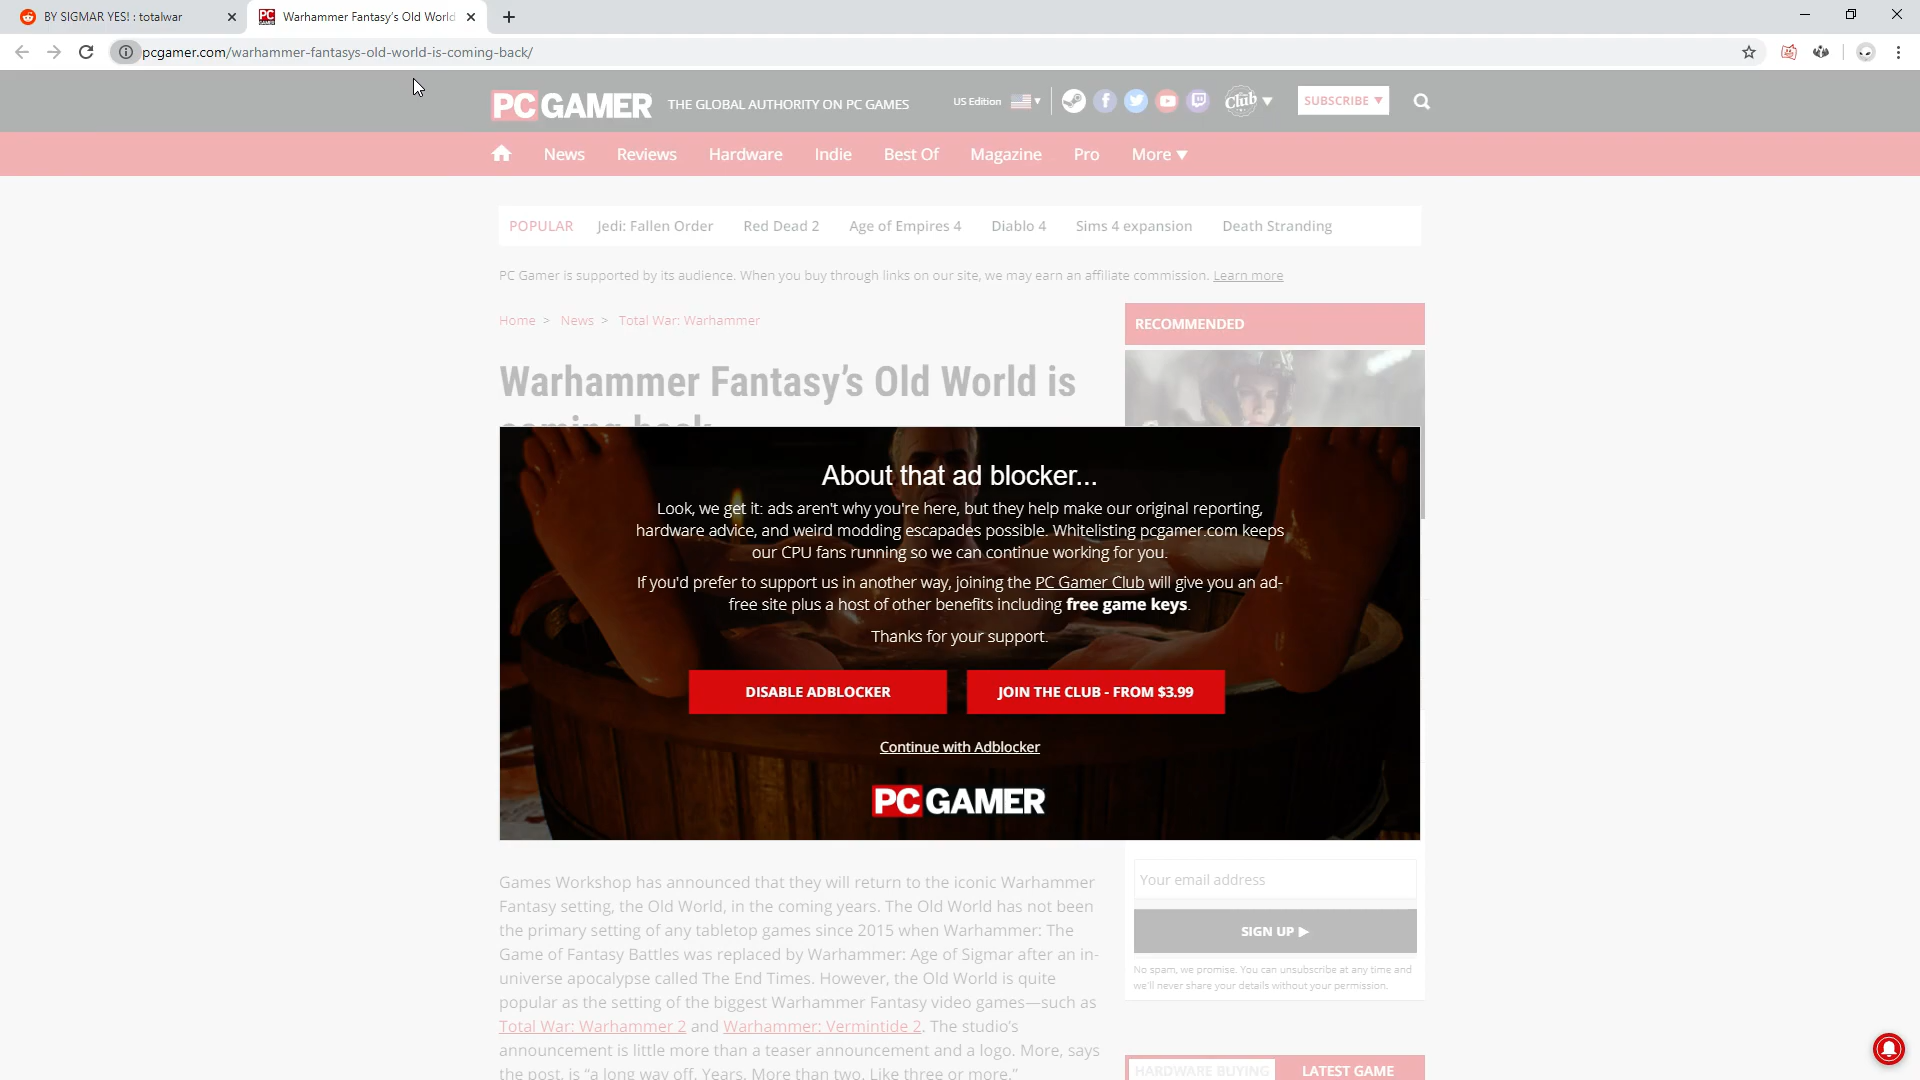 BY SIGMAR YES! : totalwar
Warhammer Fantasy's Old World
pcgamer.com/warhammer-fantasys-old-world-is-coming-back/
PC GAMER
THE GLOBAL AUTHORITY ON PC GAMES
US Edition
Club
SUBSCRIBE
News
Reviews
Hardware
Indie
Best Of
Magazine
Pro
More
POPULAR
Jedi: Fallen Order
Red Dead 2
Age of Empires 4
Diablo 4
Sims 4 expansion
Death Stranding
PC Gamer is supported by its audience. When you buy through links on our site, we may earn an affiliate commission. Learn more
Home > News > Total War: Warhammer
RECOMMENDED
Warhammer Fantasy's Old World is
coming back
About that ad blocker...
Look, we get it: ads aren't why you're here, but they help make our original reporting,
hardware advice, and weird modding escapades possible. Whitelisting pcgamer.com keeps
our CPU fans running so we can continue working for you.
If you'd prefer to support us in another way, joining the PC Gamer Club will give you an ad-
free site plus a host of other benefits including free game keys.
Thanks for your support.
DISABLE ADBLOCKER
JOIN THE CLUB - FROM $3.99
Continue with Adblocker
PC GAMER
Games Workshop has announced that they will return to the iconic Warhammer
Fantasy setting, the Old World, in the coming years. The Old World has not been
the primary setting of any tabletop games since 2015 when Warhammer: The
Game of Fantasy Battles was replaced by Warhammer: Age of Sigmar after an in-
universe apocalypse called The End Times. However, the Old World is quite
popular as the setting of the biggest Warhammer Fantasy video games—such as
Total War: Warhammer 2 and Warhammer: Vermintide 2. The studio's
announcement is little more than a teaser announcement and a logo. More, says
the post, is "a long way off. Years. More than two. Like three or more."
Your email address
SIGN UP
No spam, we promise. You can unsubscribe at any time and
we'll never share your details without your permission.
HARDWARE BUYING
LATEST GAME